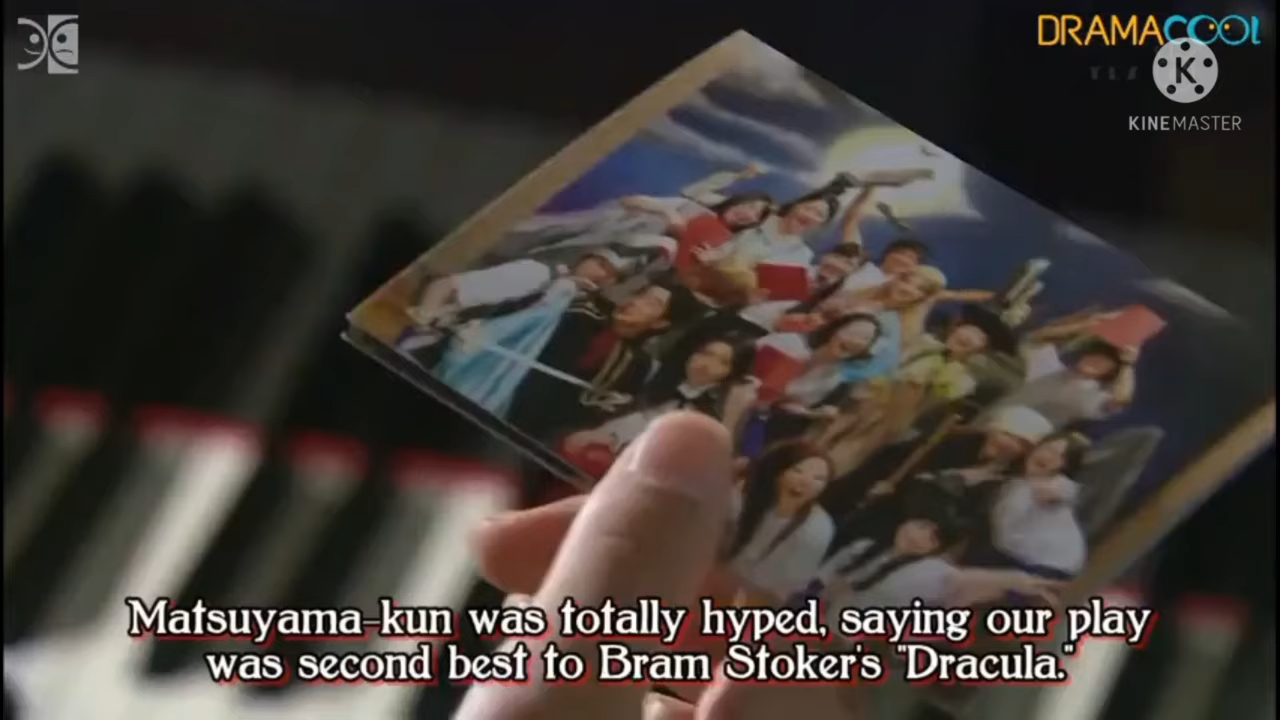 DRAMACOOL
K
KINEMASTER
Matsuyama-kun was totally hyped, saying our play
was second best to Bram Stoker's "Dracula."